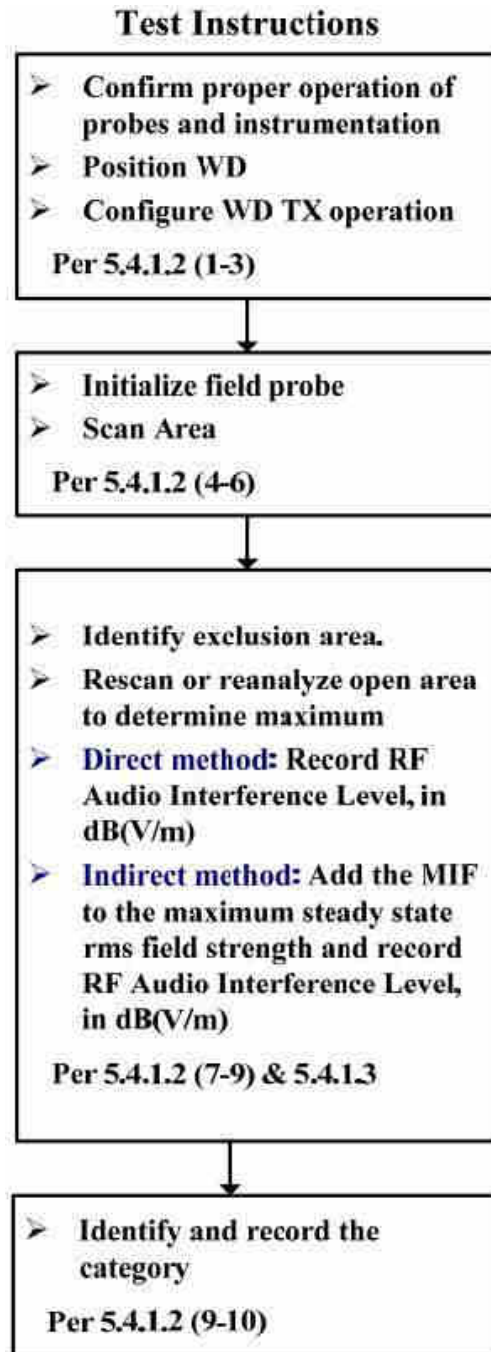 Test Instructions
➢ Confirm proper operation of
probes and instrumentation
➢ Position WD
➢ Configure WD TX operation
Per 5.4.1.2 (1-3)
➢ Initialize field probe
➢ Scan Area
Per 5.4.1.2 (4-6)
➢ Identify exclusion area.
➢ Rescan or reanalyze open area
to determine maximum
➢ Direct method: Record RF
Audio Interference Level, in
dB(V/m)
➢ Indirect method: Add the MIF
to the maximum steady state
rms field strength and record
RF Audio Interference Level,
in dB(V/m)
Per 5.4.1.2 (7-9) & 5.4.1.3
➢ Identify and record the
category
Per 5.4.1.2 (9-10)